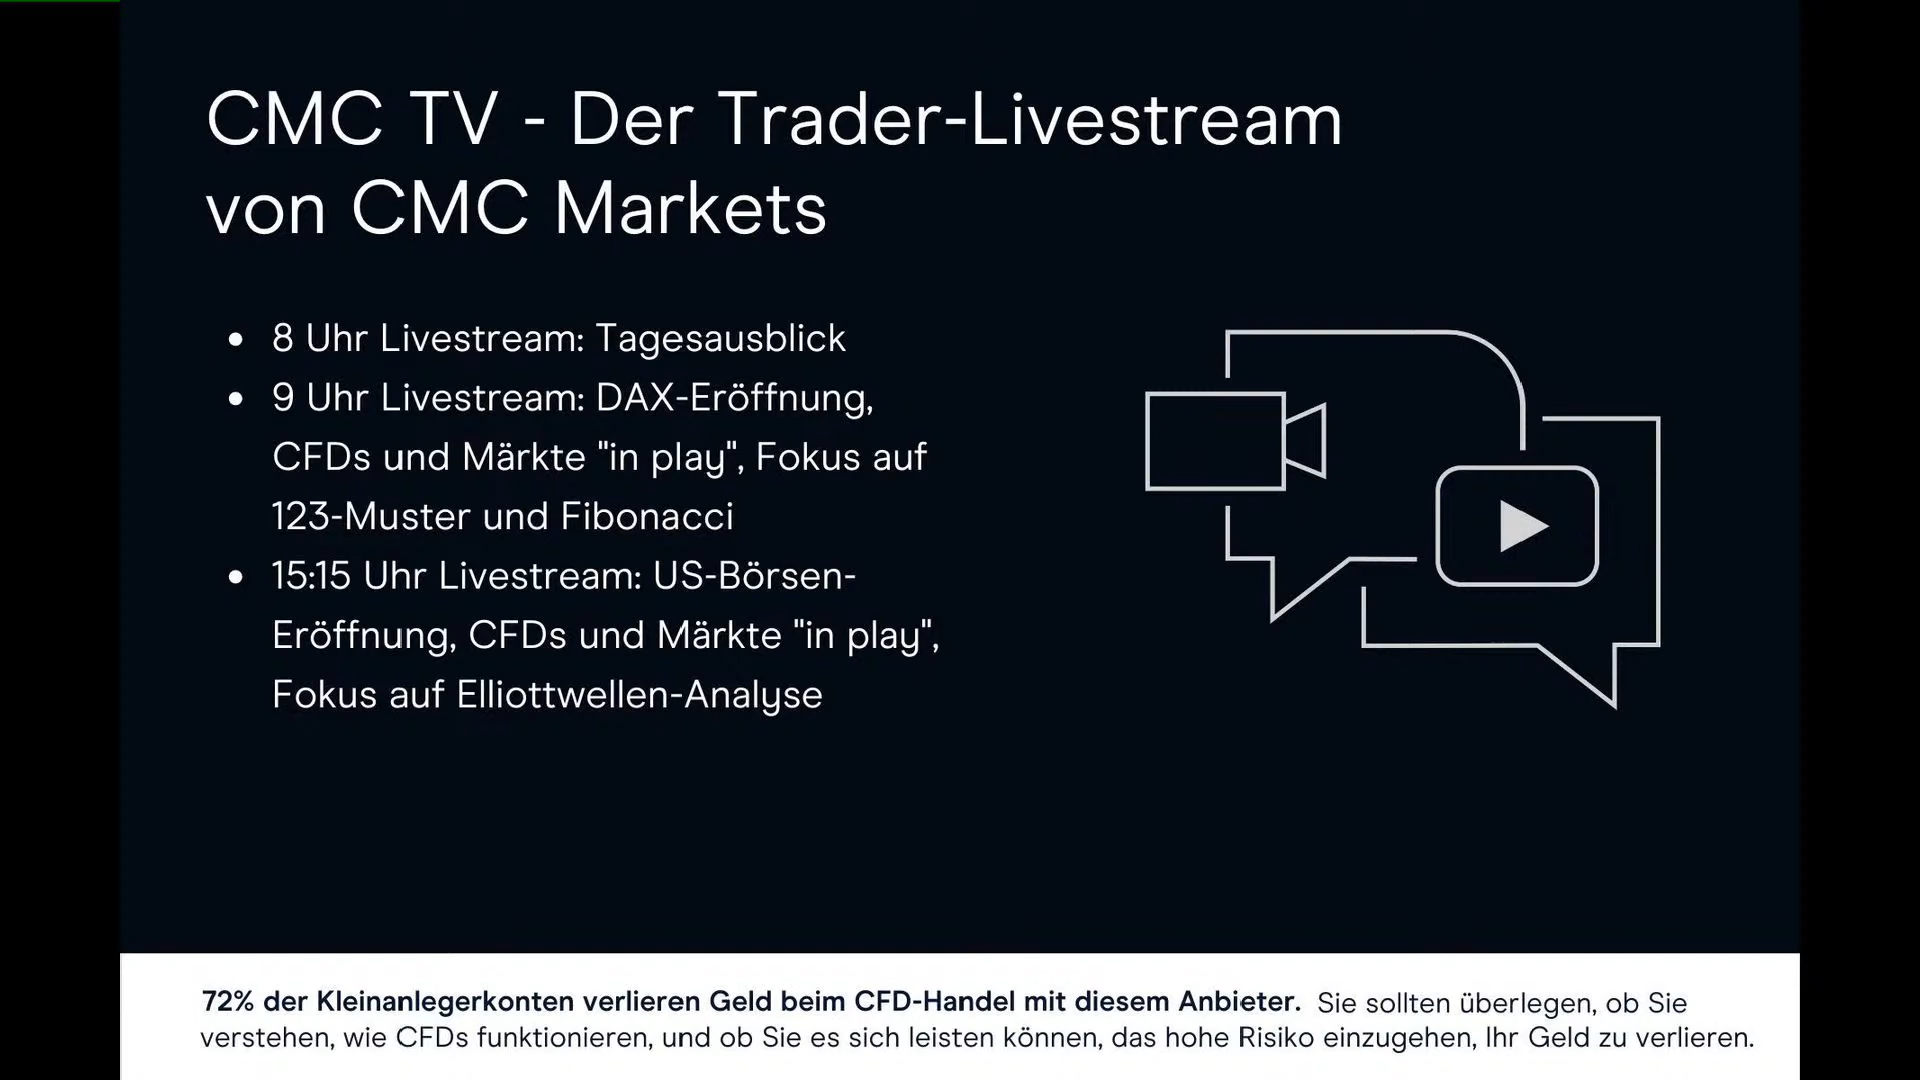 CMC TV - Der Trader-Livestream
von CMC Markets
• 8 Uhr Livestream: Tagesausblick
• 9 Uhr Livestream: DAX-Eröffnung,
CFDs und Märkte "in play", Fokus auf
123-Muster und Fibonacci
• 15:15 Uhr Livestream: US-Börsen-
Eröffnung, CFDs und Märkte "in play",
Fokus auf Elliottwellen-Analyse
72% der Kleinanlegerkonten verlieren Geld beim CFD-Handel mit diesem Anbieter. Sie sollten überlegen, ob Sie
verstehen, wie CFDs funktionieren, und ob Sie es sich leisten können, das hohe Risiko einzugehen, Ihr Geld zu verlieren.